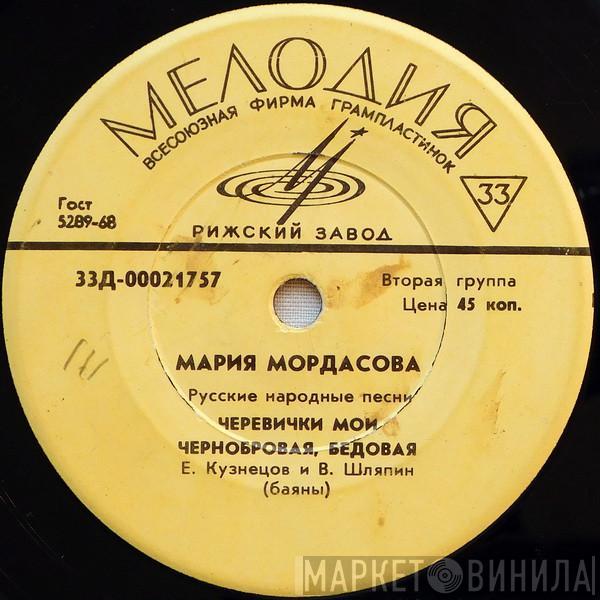 МЕЛОДИЯ
ВСЕСОЮЗНАЯ ФИРМА ГРАМПЛАСТИНОК
33
Гост
5289-68
РИЖСКИЙ ЗАВОД
33Д-00021757
Вторая группа
Цена 45 коп.
МАРИЯ МОРДАСОВА
Русские народные песни
ЧЕРЕВИЧКИ МОИ
ЧЕРНОБРОВАЯ, БЕДОВАЯ
Е. Кузнецов и В. Шляпин
(баяны)
МАРКЕТ ВИНИЛА